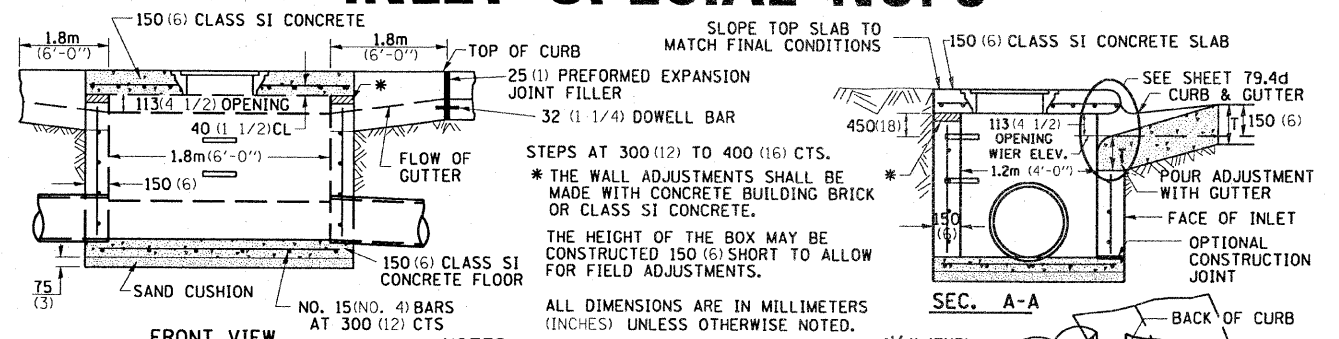 150 (6) CLASS SI CONCRETE
1.8m
(6'-0")
1.8m
(6'-0")
TOP OF CURB
25 (1) PREFORMED EXPANSION
JOINT FILLER
*
113(4 1/2) OPENING
32 (1 1/4) DOWELL BAR
40 (1 1/2)CL
1.8m(6'-0")
FLOW OF
GUTTER
150 (6)
150 (6) CLASS SI
CONCRETE FLOOR
75
(3)
SAND CUSHION
NO. 15(NO. 4) BARS
AT 300 (12) CTS
FRONT VIEW
STEPS AT 300 (12) TO 400 (16) CTS.
* THE WALL ADJUSTMENTS SHALL BE
MADE WITH CONCRETE BUILDING BRICK
OR CLASS SI CONCRETE.
THE HEIGHT OF THE BOX MAY BE
CONSTRUCTED 150 (6) SHORT TO ALLOW
FOR FIELD ADJUSTMENTS.
ALL DIMENSIONS ARE IN MILLIMETERS
(INCHES) UNLESS OTHERWISE NOTED.
SLOPE TOP SLAB TO
MATCH FINAL CONDITIONS
150 (6) CLASS SI CONCRETE SLAB
SEE SHEET 79.4d
CURB & GUTTER
450(18)
113(4 1/2)
OPENING
WIER ELEV.
T
150 (6)
T
*
1.2m (4'-0")
POUR ADJUSTMENT
WITH GUTTER
150
(6)
FACE OF INLET
OPTIONAL
CONSTRUCTION
JOINT
SEC. A-A
BACK OF CURB